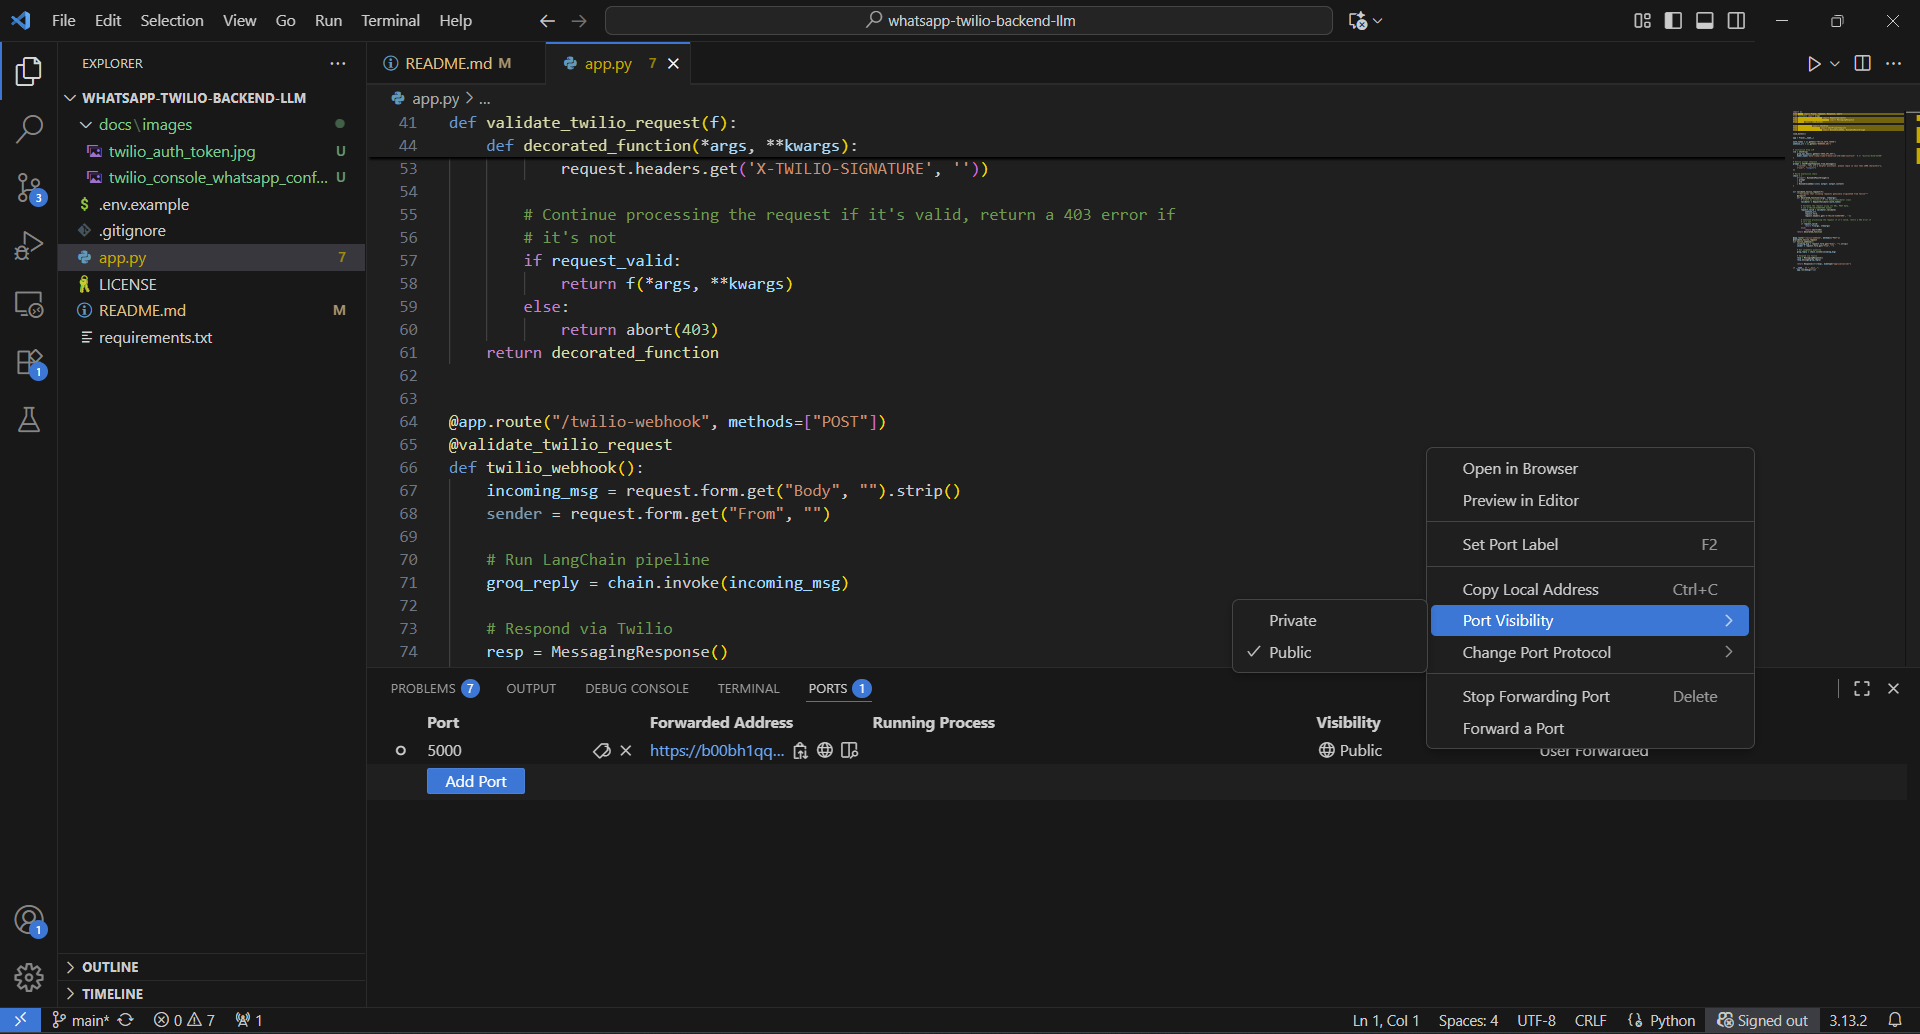 File Edit Selection View Go Run Terminal Help
whatsapp-twilio-backend-llm
EXPLORER
WHATSAPP-TWILIO-BACKEND-LLM
docs\images
twilio_auth_token.jpg U
twilio_console_whatsapp_conf... U
$ .env.example
.gitignore
app.py 7
LICENSE
README.md M
requirements.txt
3
1
1
OUTLINE
TIMELINE
README.md M
app.py 7
app.py > ...
41 def validate_twilio_request(f):
44 def decorated_function(*args, **kwargs):
53 request.headers.get('X-TWILIO-SIGNATURE', ''))
54
55 # Continue processing the request if it's valid, return a 403 error if
56 # it's not
57 if request_valid:
58 return f(*args, **kwargs)
59 else:
60 return abort(403)
61 return decorated_function
62
63
64 @app.route("/twilio-webhook", methods=["POST"])
65 @validate_twilio_request
66 def twilio_webhook():
67 incoming_msg = request.form.get("Body", "").strip()
68 sender = request.form.get("From", "")
69
70 # Run LangChain pipeline
71 groq_reply = chain.invoke(incoming_msg)
72
73 # Respond via Twilio
74 resp = MessagingResponse()
Open in Browser
Preview in Editor
Set Port Label F2
Copy Local Address Ctrl+C
Port Visibility
Change Port Protocol
Stop Forwarding Port Delete
Forward a Port
Private
Public
PROBLEMS 7 OUTPUT DEBUG CONSOLE TERMINAL PORTS 1
Port Forwarded Address Running Process Visibility
5000 https://b00bh1qq... Public User Forwarded
Add Port
main* 0 7 1
Ln 1, Col 1 Spaces: 4 UTF-8 CRLF Python Signed out 3.13.2